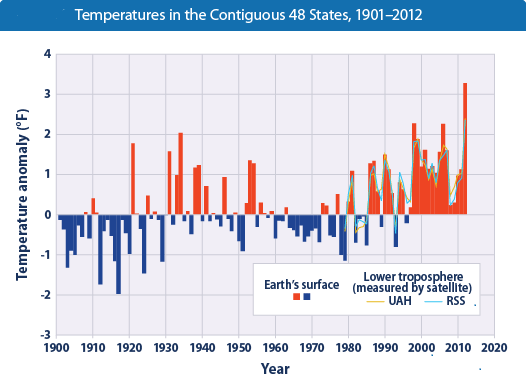 Temperatures in the Contiguous 48 States, 1901–2012
4
3
2
1
0
-1
-2
-3
Temperature anomaly (°F)
Earth's surface
Lower troposphere
(measured by satellite)
UAH
RSS
1900 1910 1920 1930 1940 1950 1960 1970 1980 1990 2000 2010 2020
Year